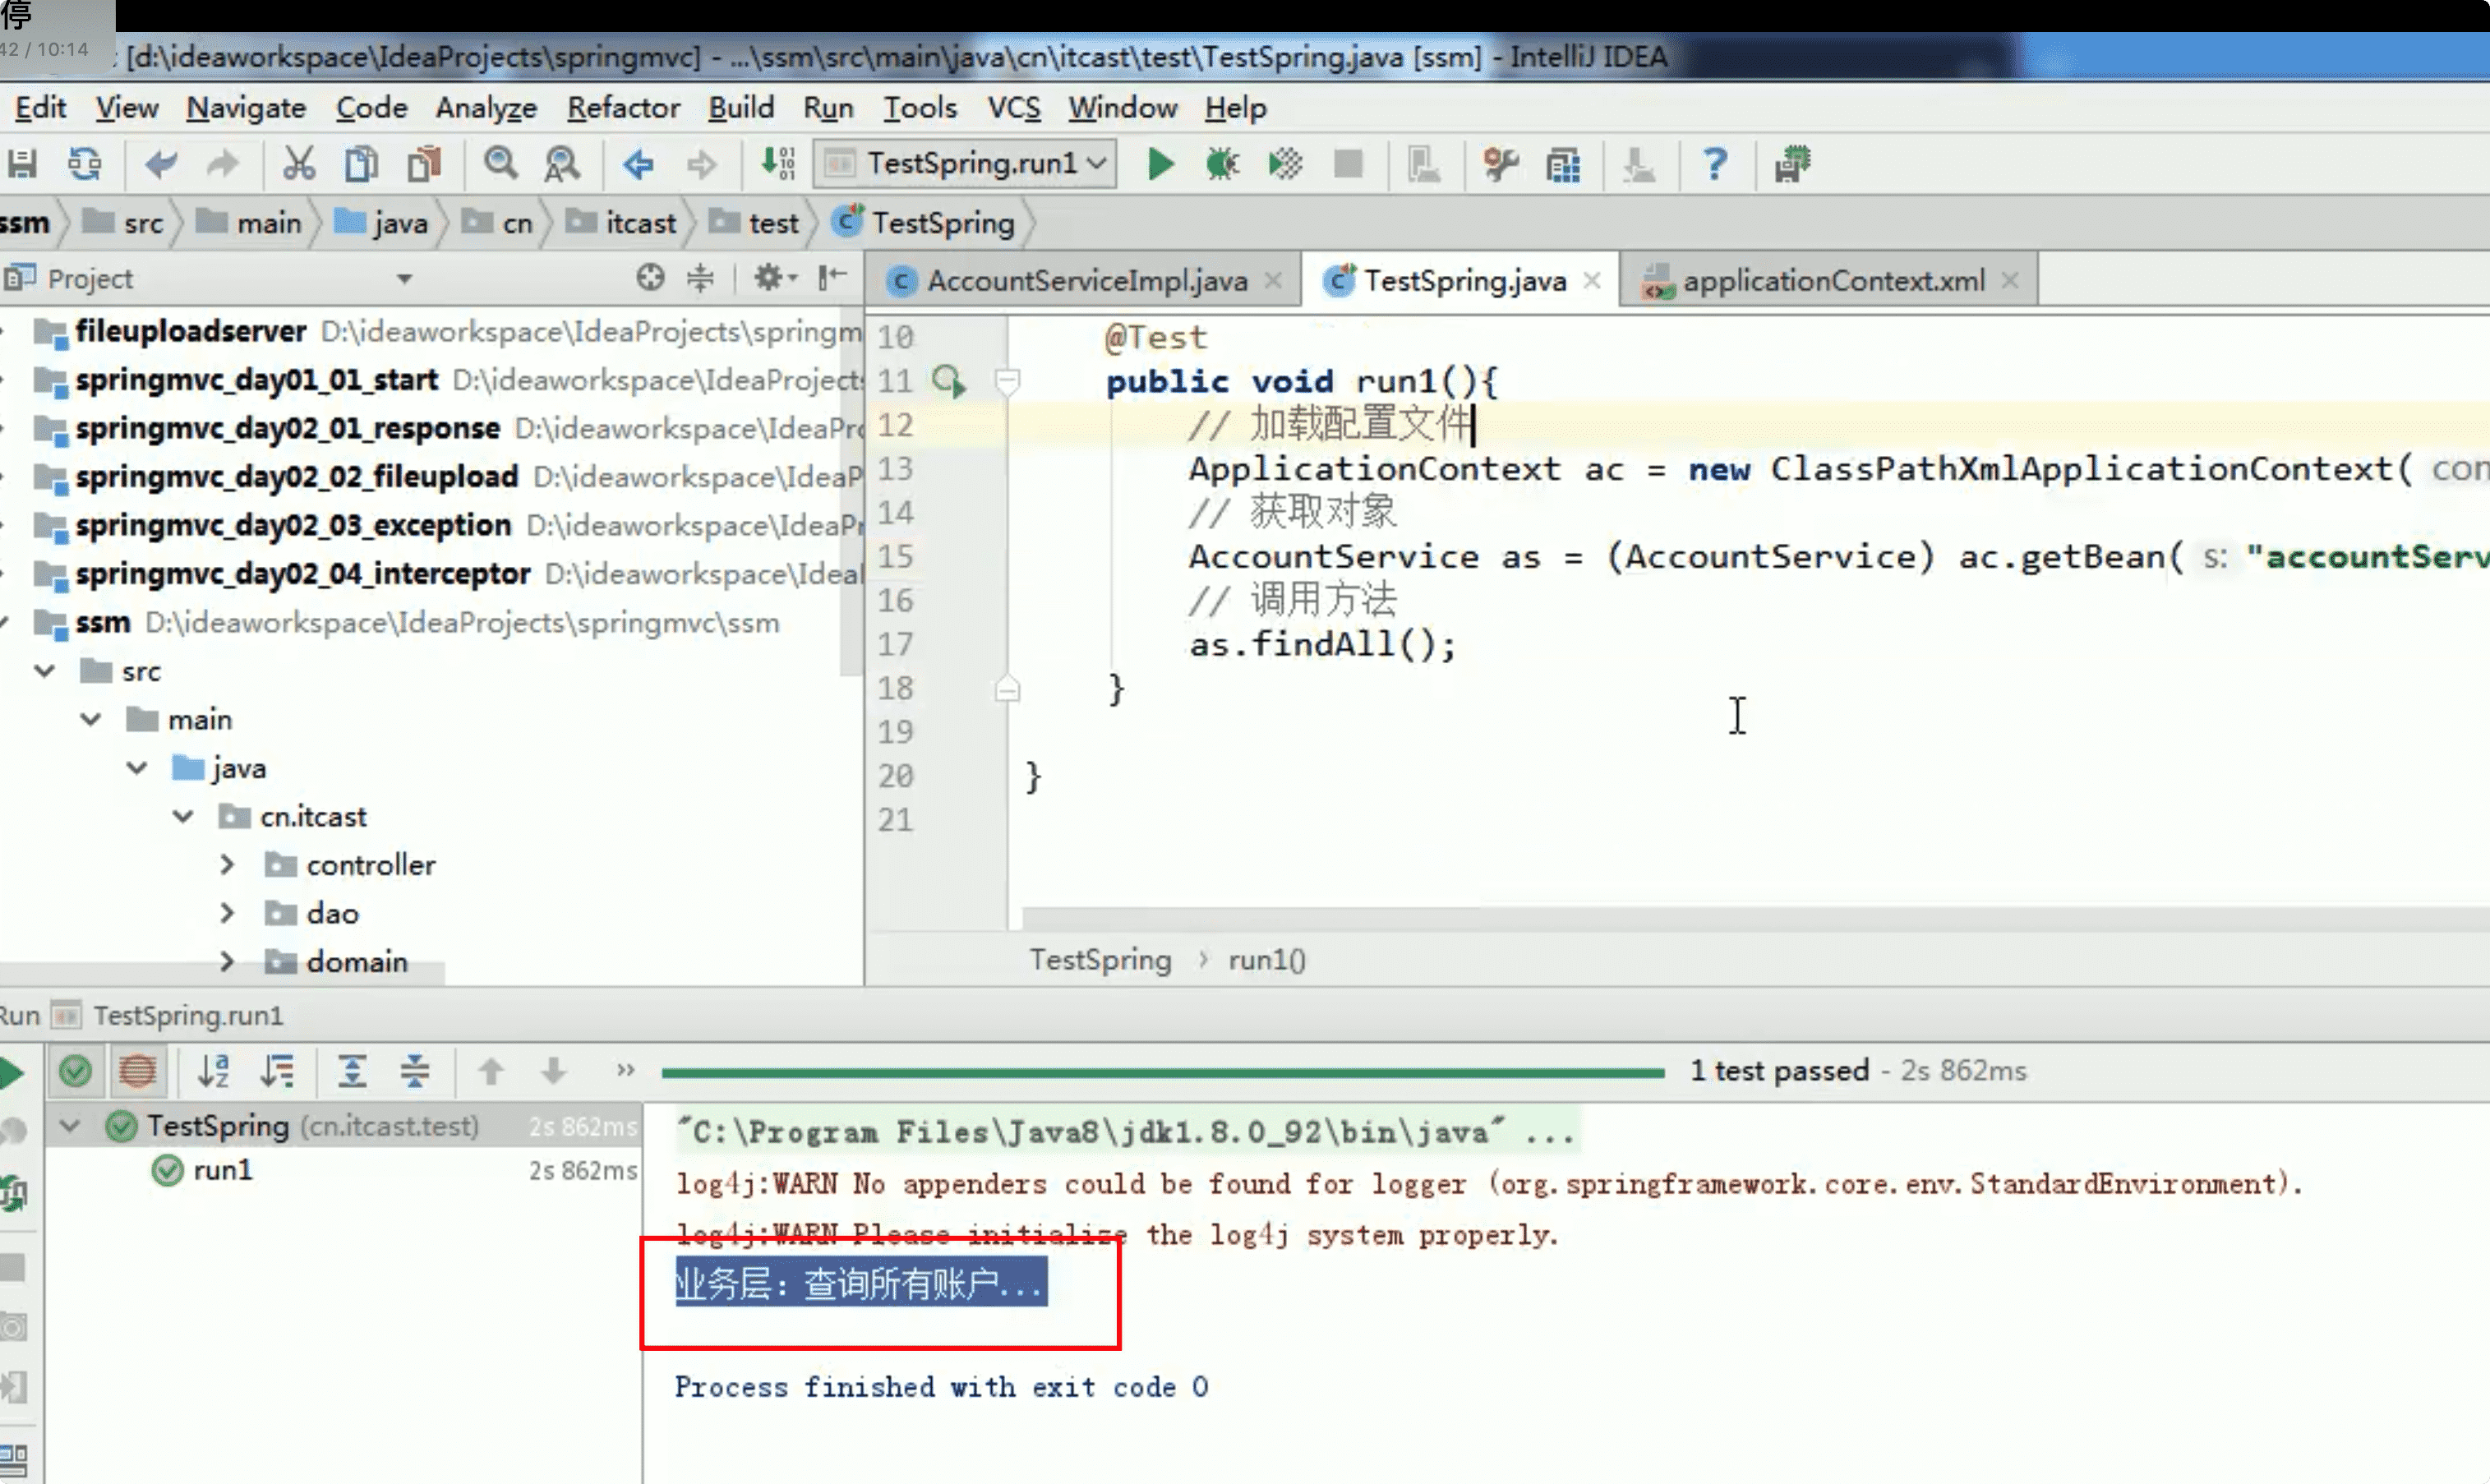 停
42 / 10:14
[d:\ideaworkspace\IdeaProjects\springmvc] - ...\ssm\src\main\java\cn\itcast\test\TestSpring.java [ssm] - IntelliJ IDEA
Edit View Navigate Code Analyze Refactor Build Run Tools VCS Window Help
TestSpring.run1
ssm src main java cn itcast test TestSpring
Project
AccountServiceImpl.java TestSpring.java applicationContext.xml
fileuploadserver D:\ideaworkspace\IdeaProjects\springm
springmvc_day01_01_start D:\ideaworkspace\IdeaProjects
springmvc_day02_01_response D:\ideaworkspace\IdeaPro
springmvc_day02_02_fileupload D:\ideaworkspace\IdeaP
springmvc_day02_03_exception D:\ideaworkspace\IdeaPr
springmvc_day02_04_interceptor D:\ideaworkspace\Idea
ssm D:\ideaworkspace\IdeaProjects\springmvc\ssm
src
main
java
cn.itcast
controller
dao
domain
10 @Test
11 public void run1(){
12 // 加载配置文件
13 ApplicationContext ac = new ClassPathXmlApplicationContext( con
14 // 获取对象
15 AccountService as = (AccountService) ac.getBean( s: "accountServ
16 // 调用方法
17 as.findAll();
18 }
19
20 }
21
TestSpring › run1()
Run TestSpring.run1
1 test passed - 2s 862ms
TestSpring (cn.itcast.test) 2s 862ms
run1 2s 862ms
"C:\Program Files\Java8\jdk1.8.0_92\bin\java" ...
log4j:WARN No appenders could be found for logger (org.springframework.core.env.StandardEnvironment).
log4j:WARN Please initialize the log4j system properly.
业务层：查询所有账户...
Process finished with exit code 0